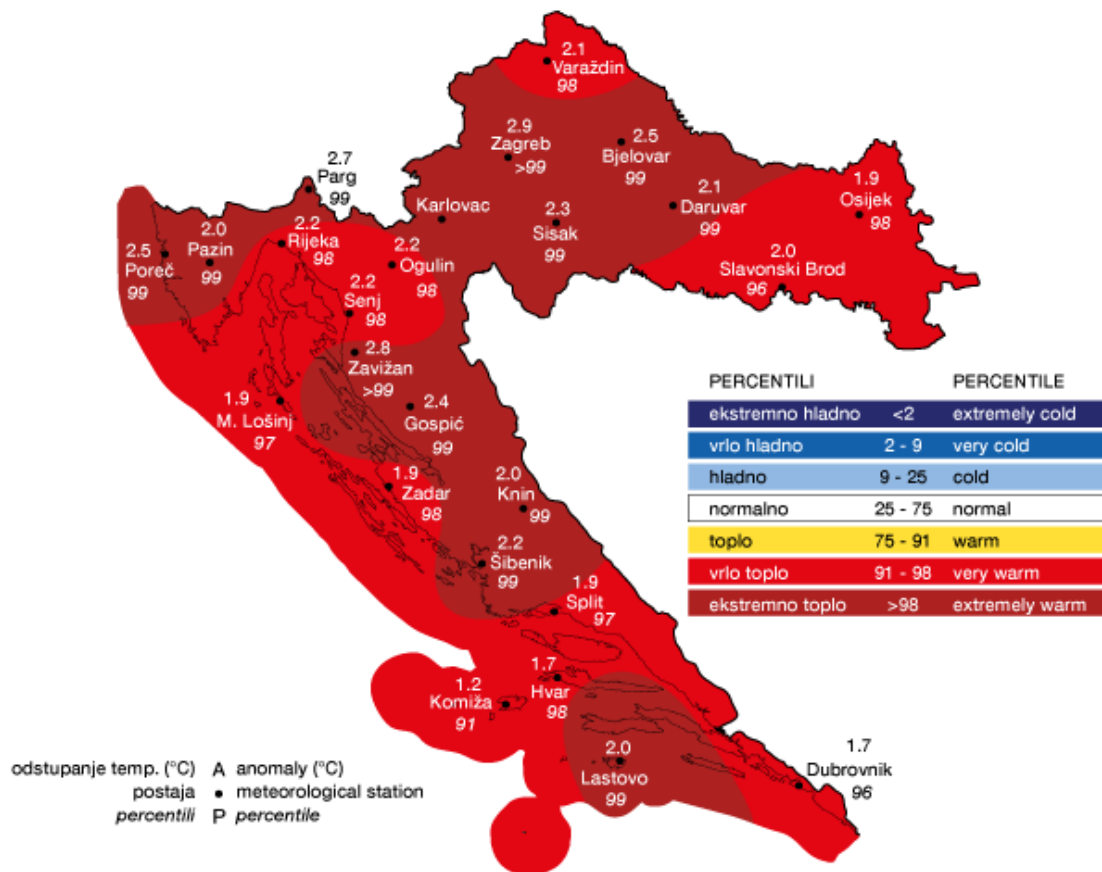 2.1
Varaždin
98
2.9
Zagreb
>99
2.5
Bjelovar
99
2.7
Parg
99
Karlovac
2.3
Sisak
99
2.1
Daruvar
99
1.9
Osijek
98
2.0
Slavonski Brod
96
2.5
Poreč
99
2.0
Pazin
99
2.2
Rijeka
98
2.2
Ogulin
98
2.2
Senj
98
2.8
Zavižan
>99
2.4
Gospić
99
1.9
M. Lošinj
97
1.9
Zadar
98
2.0
Knin
99
2.2
Šibenik
99
1.9
Split
97
1.7
Hvar
98
1.2
Komiža
91
2.0
Lastovo
99
1.7
Dubrovnik
96
PERCENTILI PERCENTILE
ekstremno hladno <2 extremely cold
vrlo hladno 2 - 9 very cold
hladno 9 - 25 cold
normalno 25 - 75 normal
toplo 75 - 91 warm
vrlo toplo 91 - 98 very warm
ekstremno toplo >98 extremely warm
odstupanje temp. (°C) A anomaly (°C)
postaja • meteorological station
percentili P percentile